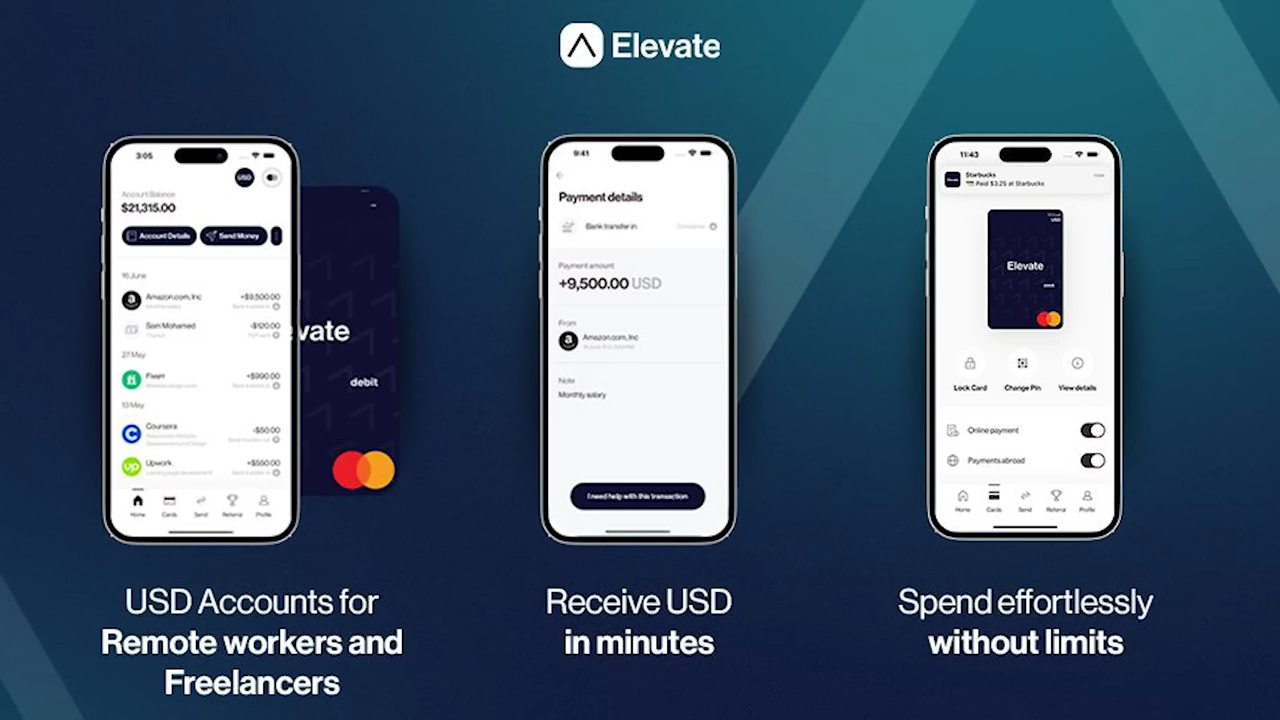 Elevate
3:05
USD
Account Balance
$21,315.00
Account Details
Send Money
16 June
Amazon.com, Inc
+$9,500.00
Monthly salary
Sam Mohamed
-$120.00
27 May
Fiverr
+$990.00
13 May
Coursera
-$50.00
Upwork
+$550.00
Home
Cards
Send
Referral
Profile
evate
debit
9:41
Payment details
Bank transfer in
Payment amount
+9,500.00 USD
From
Amazon.com, Inc
Note
Monthly salary
I need help with this transaction
11:43
Starbucks
Paid $3.25 at Starbucks
USD
Elevate
Lock Card
Change Pin
View details
Online payment
Payments abroad
Home
Cards
Send
Referral
Profile
USD Accounts for
Remote workers and
Freelancers
Receive USD
in minutes
Spend effortlessly
without limits